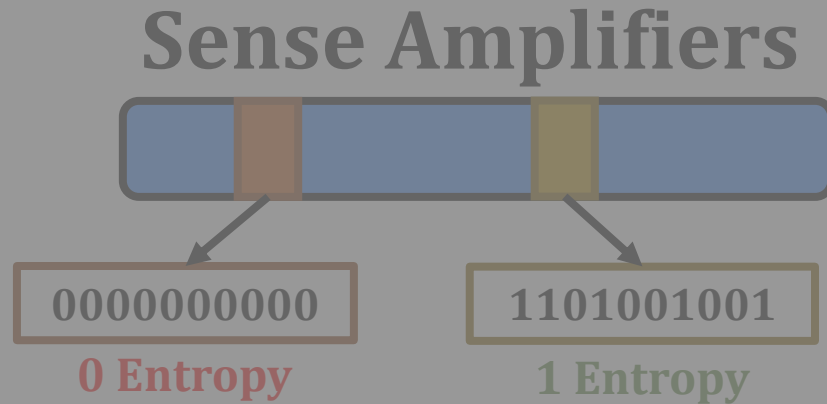 Sense Amplifiers
0000000000
1101001001
0 Entropy
1 Entropy